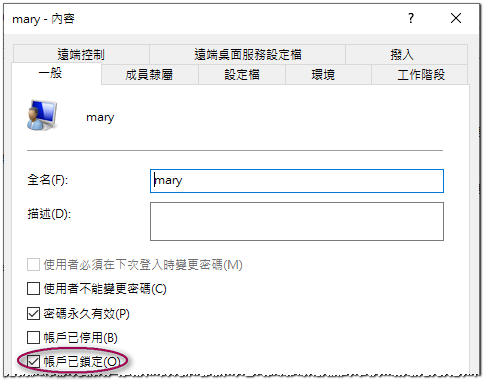 mary - 內容
?
遠端控制 遠端桌面服務設定檔 撥入
一般 成員隸屬 設定檔 環境 工作階段
mary
全名(F): mary
描述(D):
使用者必須在下次登入時變更密碼(M)
使用者不能變更密碼(C)
密碼永久有效(P)
帳戶已停用(B)
帳戶已鎖定(O)